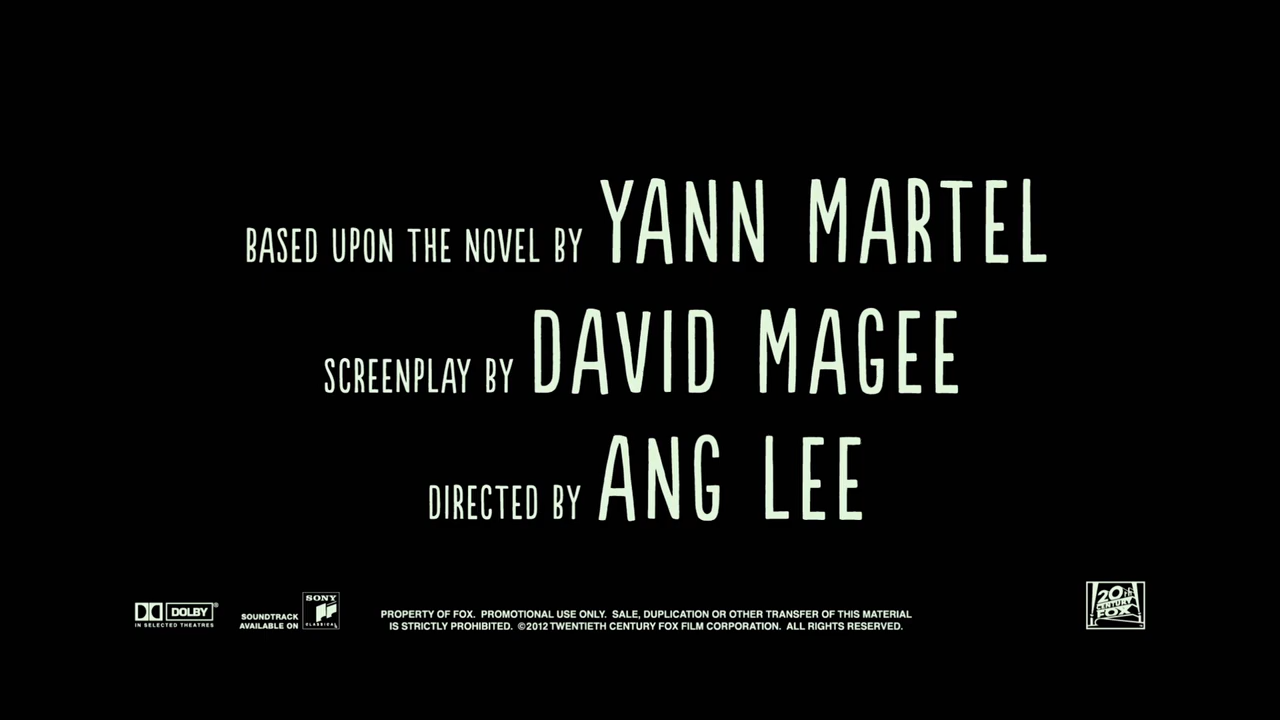 BASED UPON THE NOVEL BY YANN MARTEL
SCREENPLAY BY DAVID MAGEE
DIRECTED BY ANG LEE
DOLBY®
IN SELECTED THEATRES
SOUNDTRACK
AVAILABLE ON
SONY
CLASSICAL
PROPERTY OF FOX. PROMOTIONAL USE ONLY. SALE, DUPLICATION OR OTHER TRANSFER OF THIS MATERIAL
IS STRICTLY PROHIBITED. ©2012 TWENTIETH CENTURY FOX FILM CORPORATION. ALL RIGHTS RESERVED.
20th
CENTURY
FOX